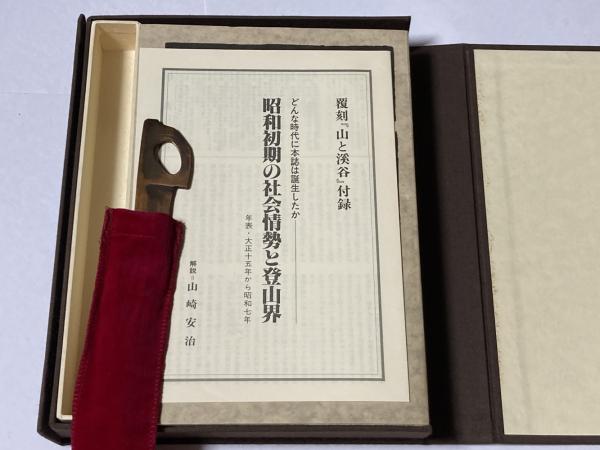 覆刻『山と溪谷』付録
どんな時代に本誌は誕生したか――
昭和初期の社会情勢と登山界
年表・大正十五年から昭和七年
解説=山崎安治